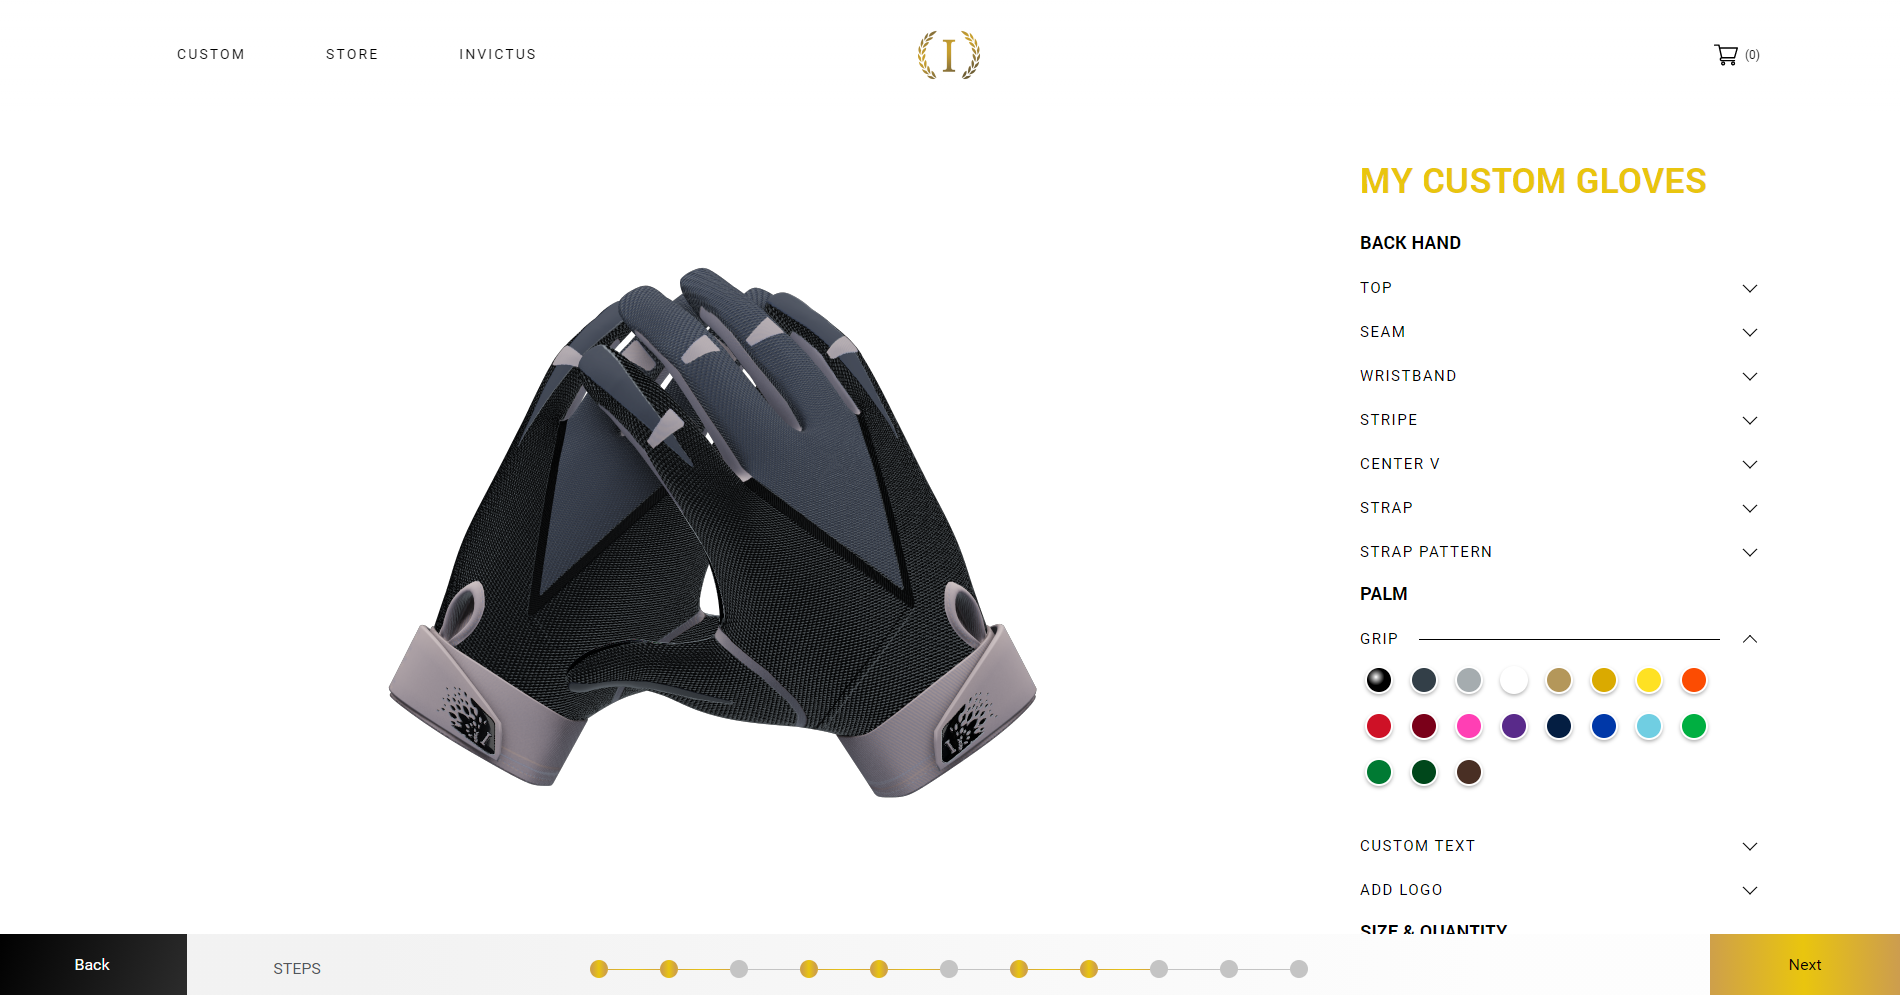 CUSTOM
STORE
INVICTUS
I
(0)
MY CUSTOM GLOVES
BACK HAND
TOP
SEAM
WRISTBAND
STRIPE
CENTER V
STRAP
STRAP PATTERN
PALM
GRIP
CUSTOM TEXT
ADD LOGO
SIZE & QUANTITY
Back
STEPS
Next